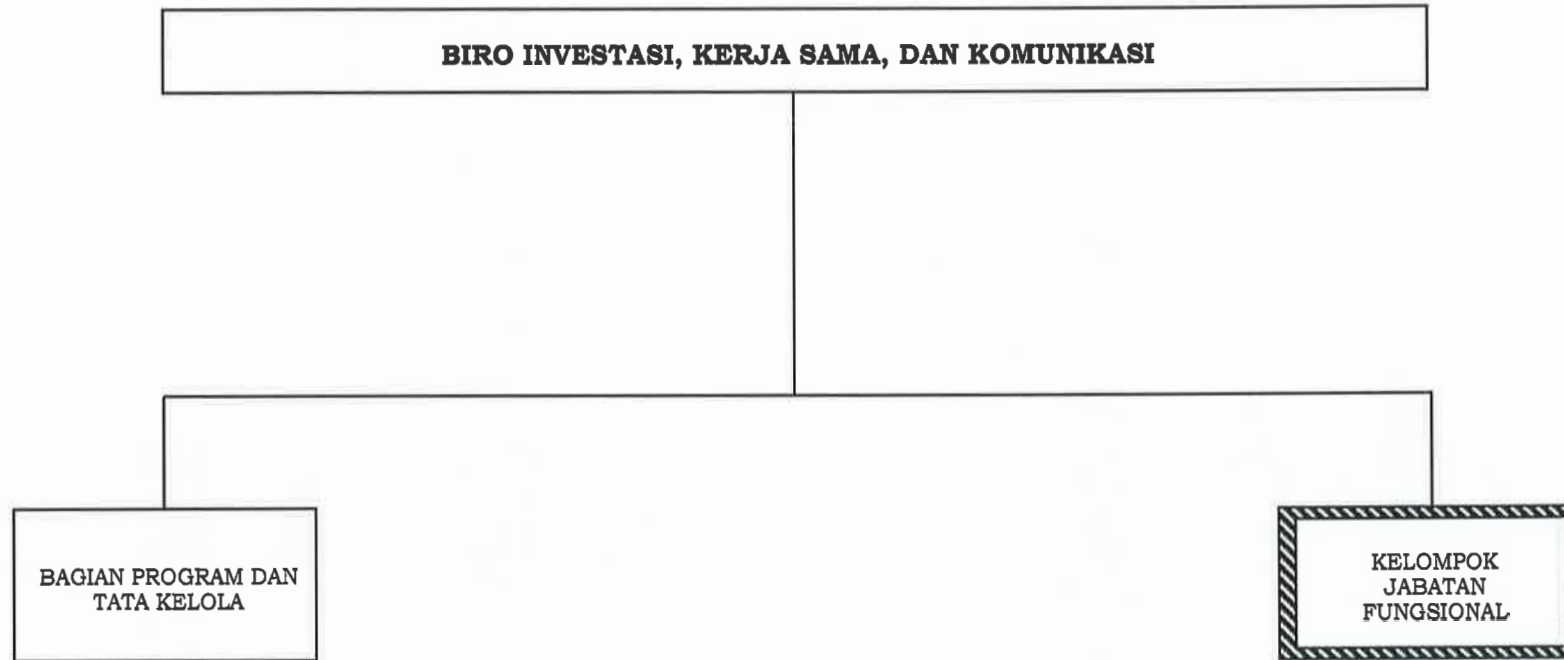 BIRO INVESTASI, KERJA SAMA, DAN KOMUNIKASI
BAGIAN PROGRAM DAN
TATA KELOLA
KELOMPOK
JABATAN
FUNGSIONAL